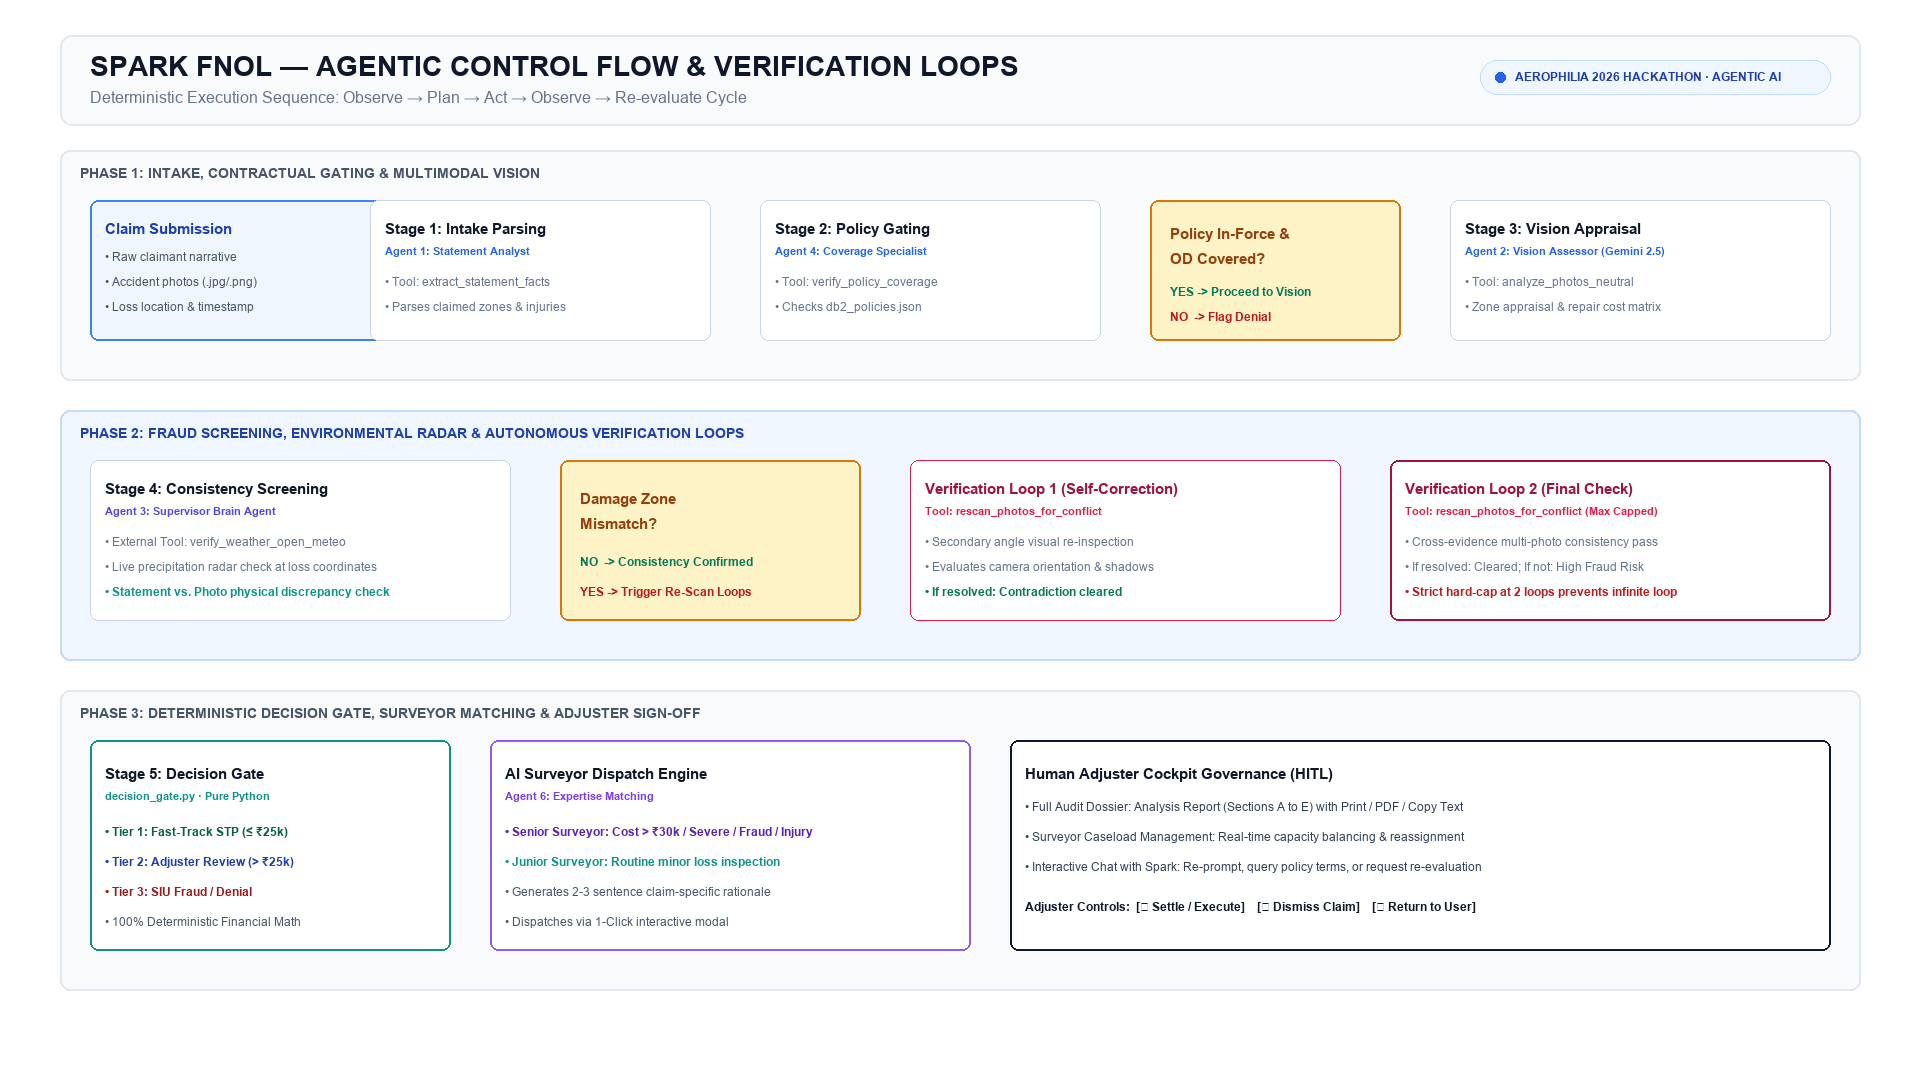 SPARK FNOL — AGENTIC CONTROL FLOW & VERIFICATION LOOPS
Deterministic Execution Sequence: Observe → Plan → Act → Observe → Re-evaluate Cycle
AEROPHILIA 2026 HACKATHON · AGENTIC AI
PHASE 1: INTAKE, CONTRACTUAL GATING & MULTIMODAL VISION
Claim Submission
• Raw claimant narrative
• Accident photos (.jpg/.png)
• Loss location & timestamp
Stage 1: Intake Parsing
Agent 1: Statement Analyst
• Tool: extract_statement_facts
• Parses claimed zones & injuries
Stage 2: Policy Gating
Agent 4: Coverage Specialist
• Tool: verify_policy_coverage
• Checks db2_policies.json
Policy In-Force &
OD Covered?
YES -> Proceed to Vision
NO -> Flag Denial
Stage 3: Vision Appraisal
Agent 2: Vision Assessor (Gemini 2.5)
• Tool: analyze_photos_neutral
• Zone appraisal & repair cost matrix
PHASE 2: FRAUD SCREENING, ENVIRONMENTAL RADAR & AUTONOMOUS VERIFICATION LOOPS
Stage 4: Consistency Screening
Agent 3: Supervisor Brain Agent
• External Tool: verify_weather_open_meteo
• Live precipitation radar check at loss coordinates
• Statement vs. Photo physical discrepancy check
Damage Zone
Mismatch?
NO -> Consistency Confirmed
YES -> Trigger Re-Scan Loops
Verification Loop 1 (Self-Correction)
Tool: rescan_photos_for_conflict
• Secondary angle visual re-inspection
• Evaluates camera orientation & shadows
• If resolved: Contradiction cleared
Verification Loop 2 (Final Check)
Tool: rescan_photos_for_conflict (Max Capped)
• Cross-evidence multi-photo consistency pass
• If resolved: Cleared; If not: High Fraud Risk
• Strict hard-cap at 2 loops prevents infinite loop
PHASE 3: DETERMINISTIC DECISION GATE, SURVEYOR MATCHING & ADJUSTER SIGN-OFF
Stage 5: Decision Gate
decision_gate.py · Pure Python
• Tier 1: Fast-Track STP (≤ ₹25k)
• Tier 2: Adjuster Review (> ₹25k)
• Tier 3: SIU Fraud / Denial
• 100% Deterministic Financial Math
AI Surveyor Dispatch Engine
Agent 6: Expertise Matching
• Senior Surveyor: Cost > ₹30k / Severe / Fraud / Injury
• Junior Surveyor: Routine minor loss inspection
• Generates 2-3 sentence claim-specific rationale
• Dispatches via 1-Click interactive modal
Human Adjuster Cockpit Governance (HITL)
• Full Audit Dossier: Analysis Report (Sections A to E) with Print / PDF / Copy Text
• Surveyor Caseload Management: Real-time capacity balancing & reassignment
• Interactive Chat with Spark: Re-prompt, query policy terms, or request re-evaluation
Adjuster Controls: [▯ Settle / Execute] [▯ Dismiss Claim] [▯ Return to User]